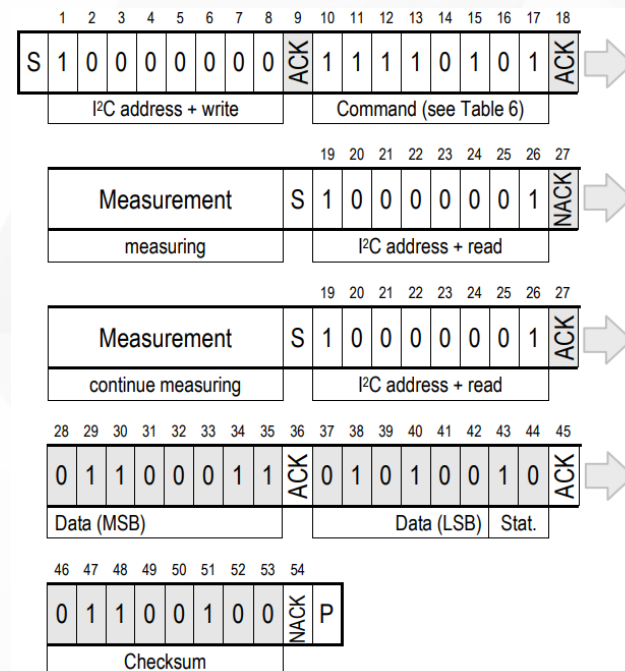 1 2 3 4 5 6 7 8 9 10 11 12 13 14 15 16 17 18
S 1 0 0 0 0 0 0 0 ACK 1 1 1 1 0 1 0 1 ACK
I²C address + write Command (see Table 6)
19 20 21 22 23 24 25 26 27
Measurement S 1 0 0 0 0 0 0 1 NACK
measuring I²C address + read
19 20 21 22 23 24 25 26 27
Measurement S 1 0 0 0 0 0 0 1 ACK
continue measuring I²C address + read
28 29 30 31 32 33 34 35 36 37 38 39 40 41 42 43 44 45
0 1 1 0 0 0 1 1 ACK 0 1 0 1 0 0 1 0 ACK
Data (MSB) Data (LSB) Stat.
46 47 48 49 50 51 52 53 54
0 1 1 0 0 1 0 0 NACK P
Checksum